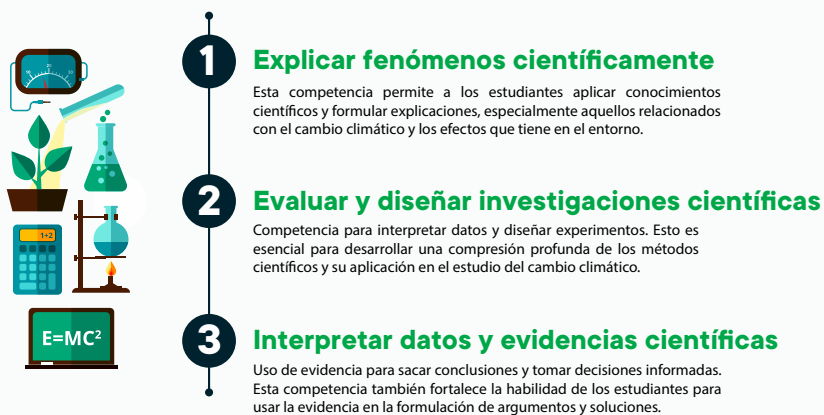 1
Explicar fenómenos científicamente
Esta competencia permite a los estudiantes aplicar conocimientos
científicos y formular explicaciones, especialmente aquellos relacionados
con el cambio climático y los efectos que tiene en el entorno.
2
Evaluar y diseñar investigaciones científicas
Competencia para interpretar datos y diseñar experimentos. Esto es
esencial para desarrollar una compresión profunda de los métodos
científicos y su aplicación en el estudio del cambio climático.
1+2
E=MC²
3
Interpretar datos y evidencias científicas
Uso de evidencia para sacar conclusiones y tomar decisiones informadas.
Esta competencia también fortalece la habilidad de los estudiantes para
usar la evidencia en la formulación de argumentos y soluciones.